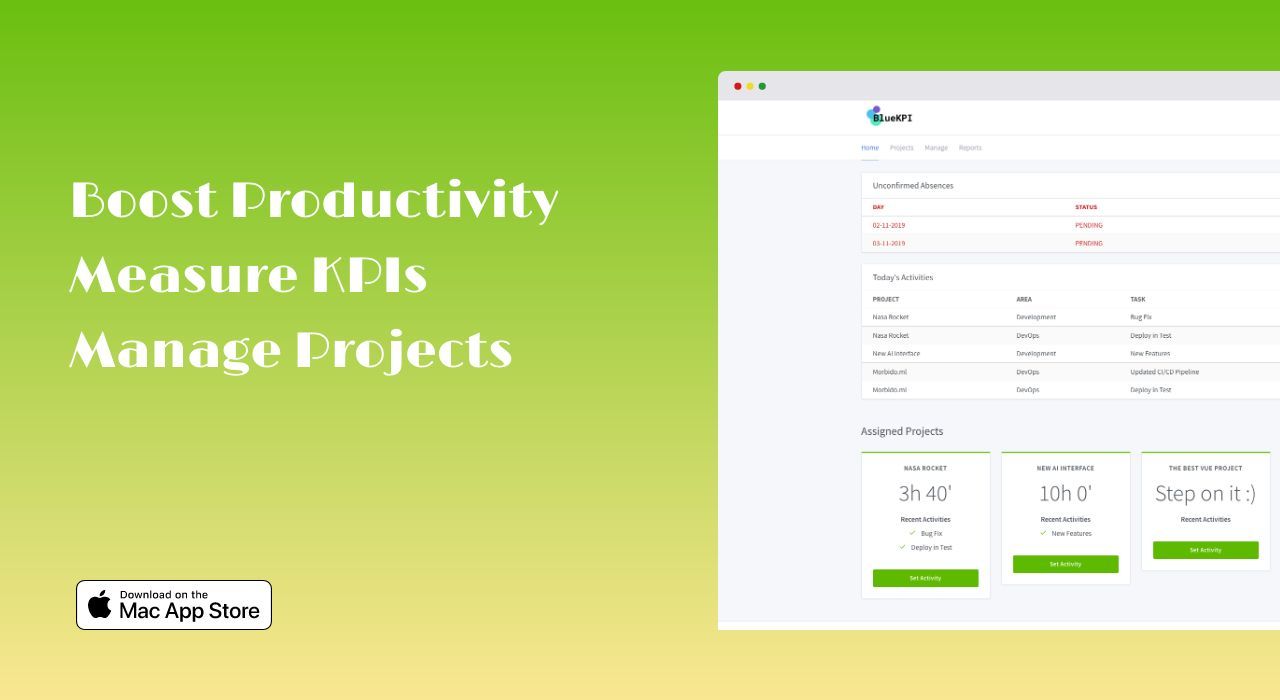 Boost Productivity
Measure KPIs
Manage Projects
Download on the
Mac App Store
BlueKPI
Home Projects Manage Reports
Unconfirmed Absences
DAY STATUS
02-11-2019 PENDING
03-11-2019 PENDING
Today's Activities
PROJECT AREA TASK
Nasa Rocket Development Bug Fix
Nasa Rocket DevOps Deploy in Test
New AI Interface Development New Features
Morbido.ml DevOps Updated CI/CD Pipeline
Morbido.ml DevOps Deploy in Test
Assigned Projects
NASA ROCKET
3h 40'
Recent Activities
Bug Fix
Deploy in Test
Set Activity
NEW AI INTERFACE
10h 0'
Recent Activities
New Features
Set Activity
THE BEST VUE PROJECT
Step on it :)
Recent Activities
Set Activity